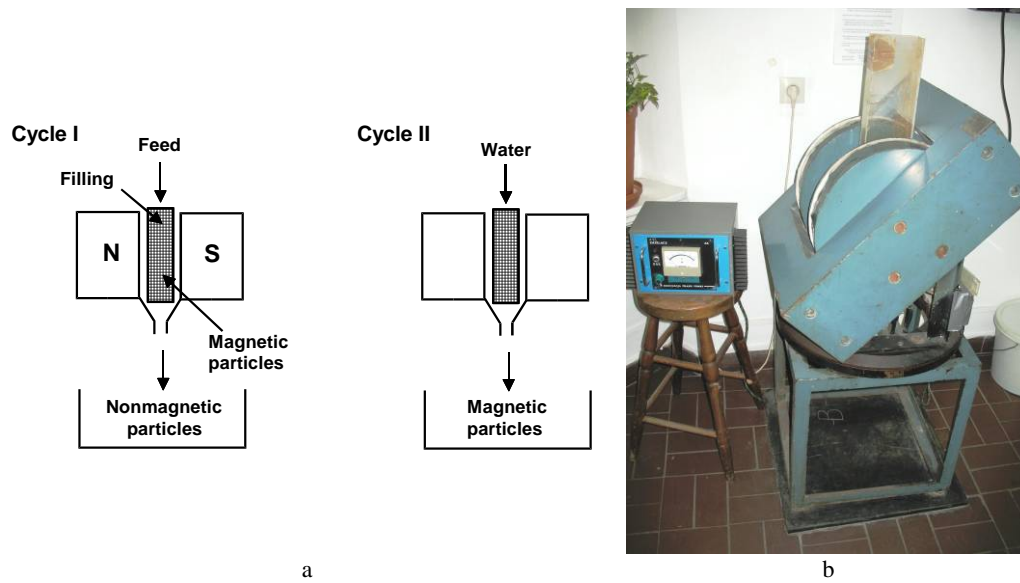 Cycle I
Feed
Filling
N
S
Magnetic
particles
Nonmagnetic
particles
Cycle II
Water
Magnetic
particles
B
a
b